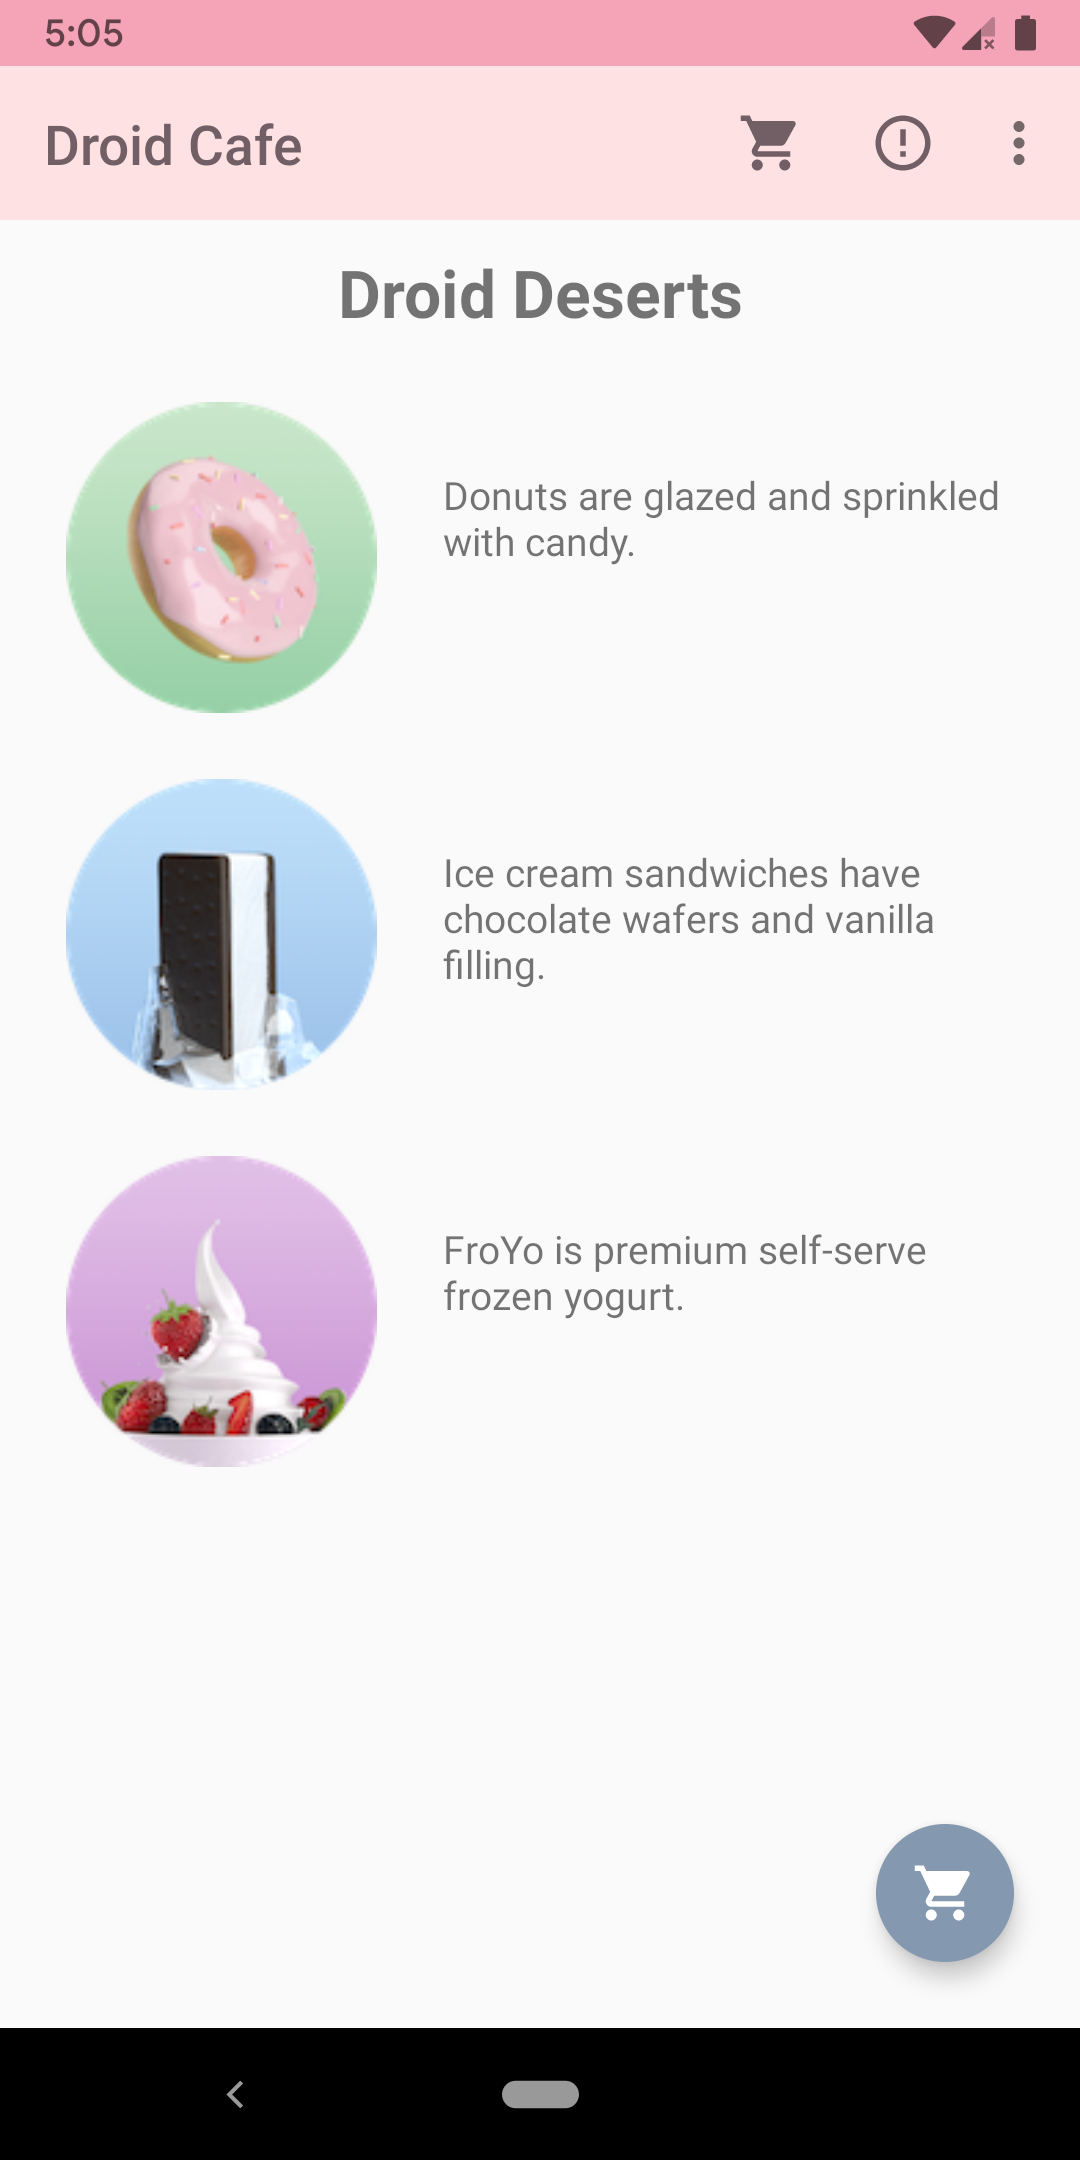 5:05
Droid Cafe
Droid Deserts
Donuts are glazed and sprinkled
with candy.
Ice cream sandwiches have
chocolate wafers and vanilla
filling.
FroYo is premium self-serve
frozen yogurt.